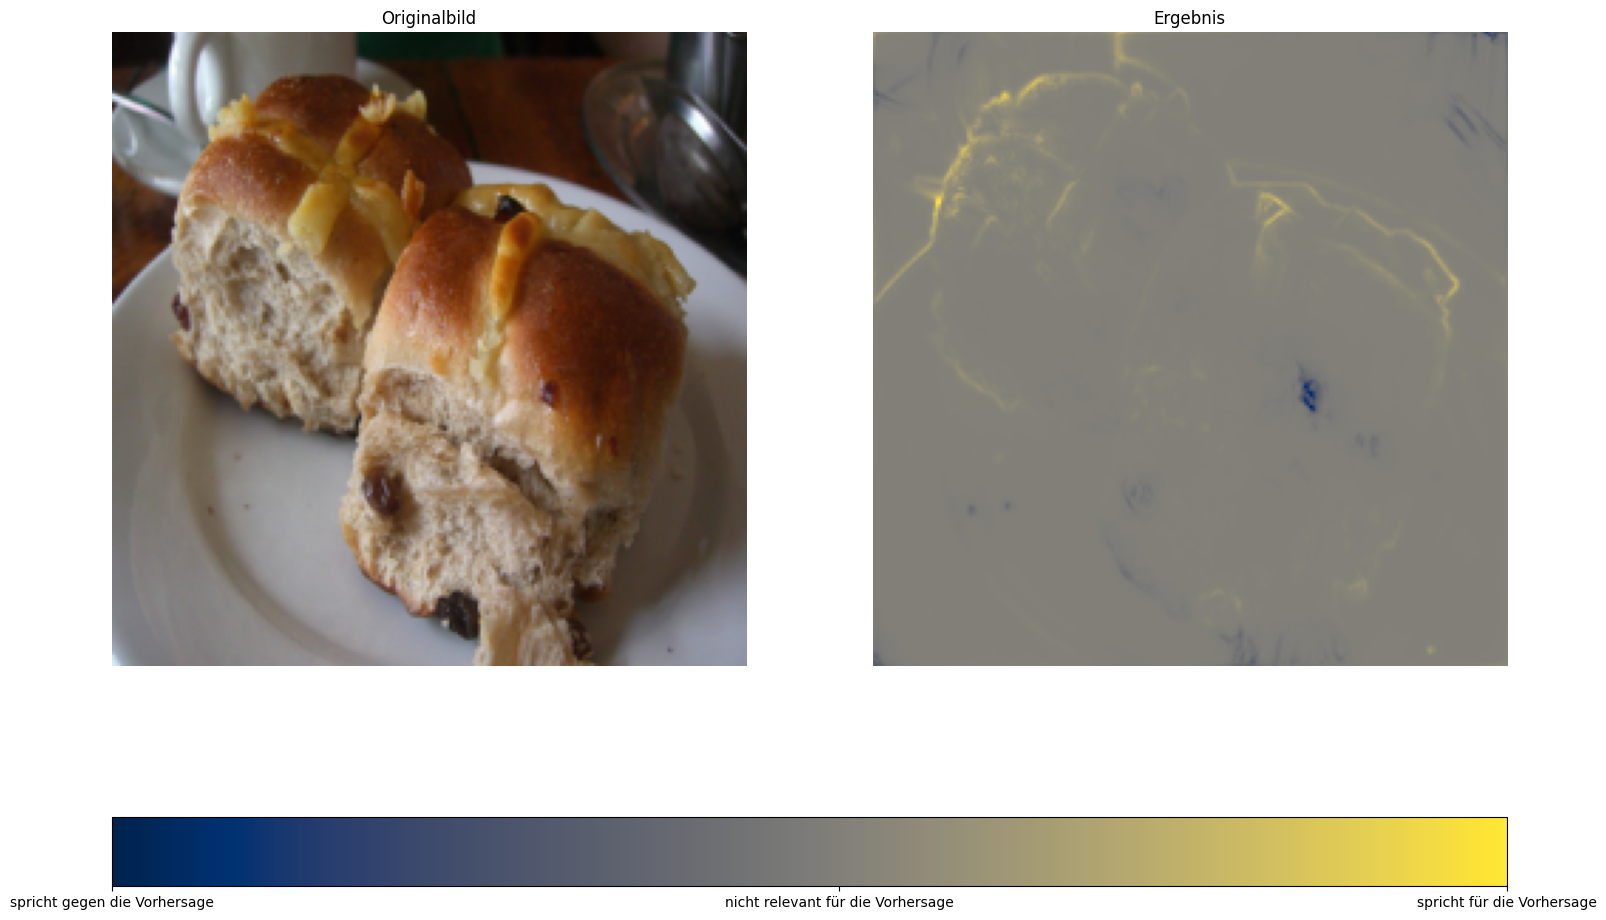 Originalbild
Ergebnis
spricht gegen die Vorhersage
nicht relevant für die Vorhersage
spricht für die Vorhersage